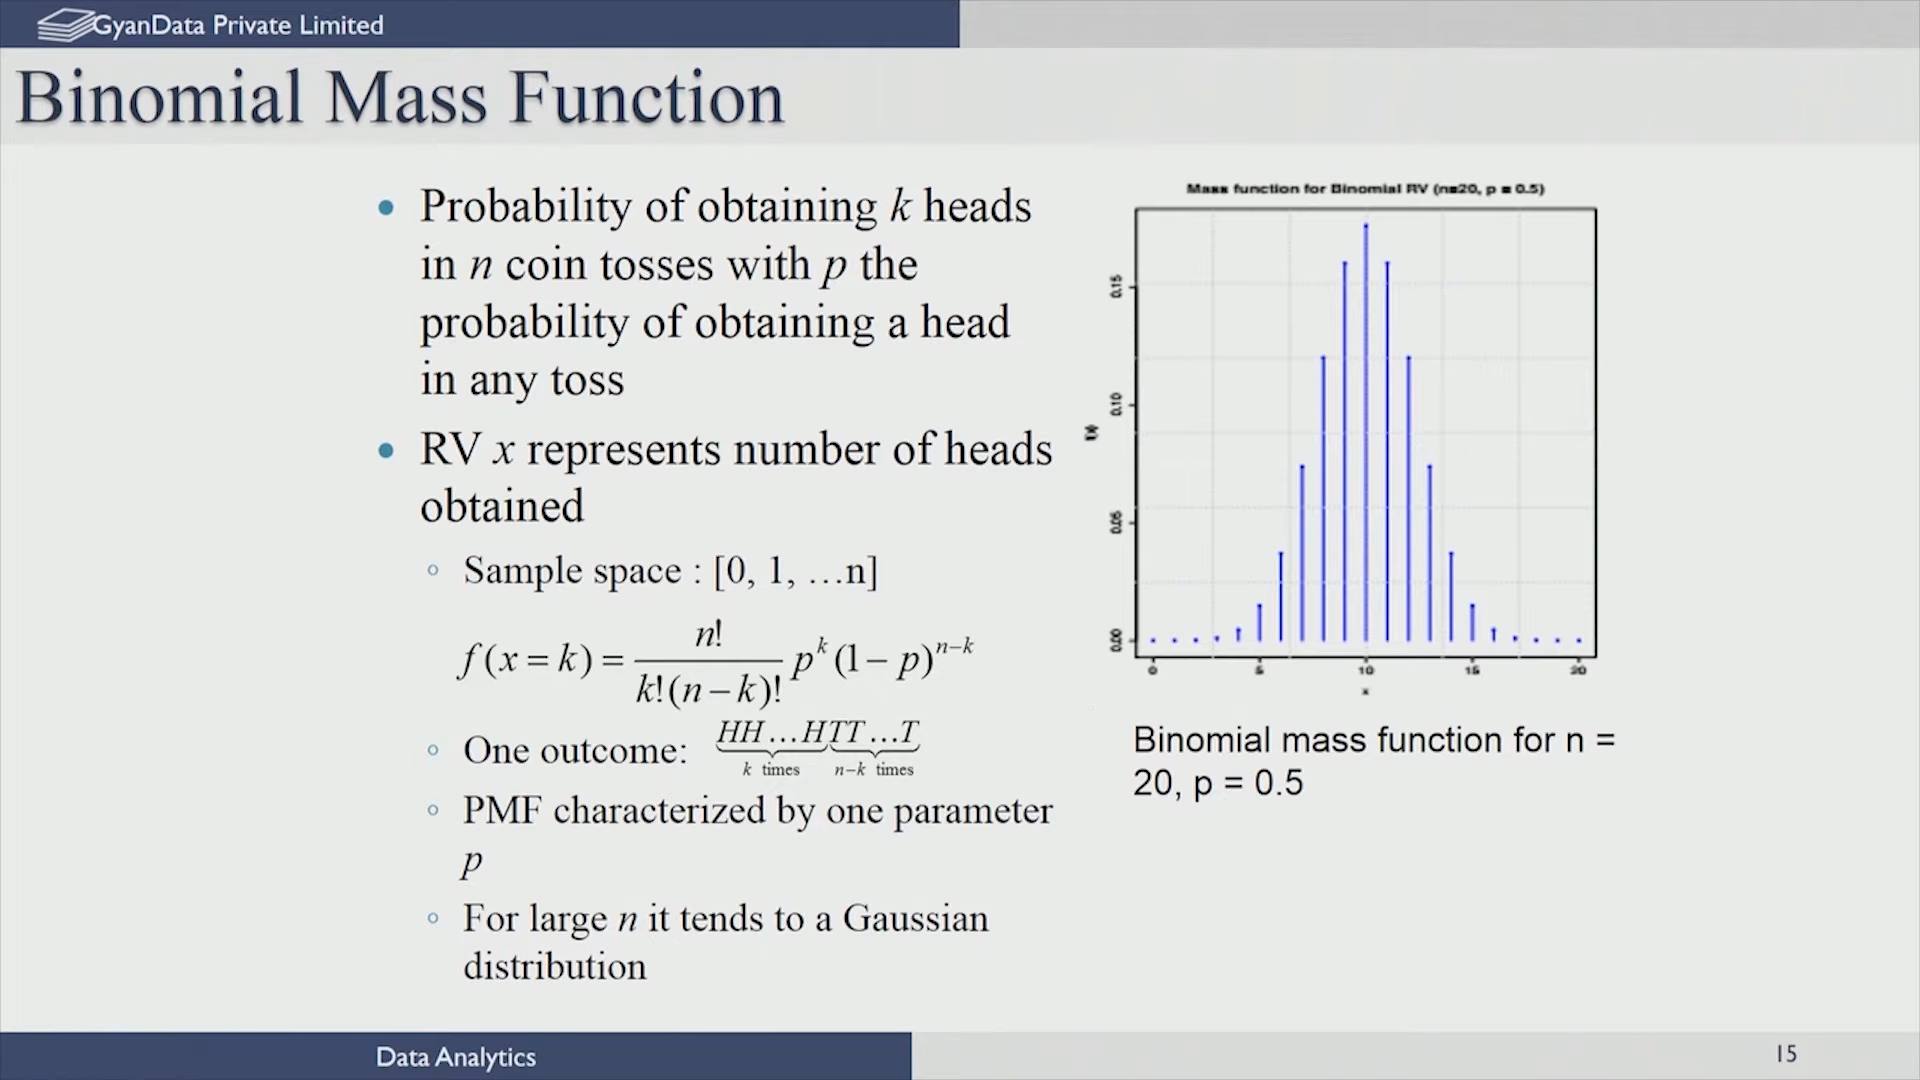 GyanData Private Limited
Binomial Mass Function
• Probability of obtaining k heads
in n coin tosses with p the
probability of obtaining a head
in any toss
• RV x represents number of heads
obtained
◦ Sample space : [0, 1, …n]
f(x = k) = n! / k!(n − k)! p^k (1 − p)^{n−k}
◦ One outcome: HH…HTT…T
k times n−k times
◦ PMF characterized by one parameter
p
◦ For large n it tends to a Gaussian
distribution
Mass function for Binomial RV (n=20, p = 0.5)
f(x)
0.15
0.10
0.05
0.00
0 5 10 15 20
x
Binomial mass function for n =
20, p = 0.5
Data Analytics
15